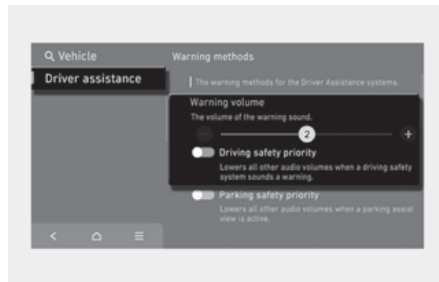 Vehicle
Warning methods
Driver assistance
The warning methods for the Driver Assistance systems.
Warning volume
The volume of the warning sound.
2
Driving safety priority
Lowers all other audio volumes when a driving safety
system sounds a warning.
Parking safety priority
Lowers all other audio volumes when a parking assist
view is active.